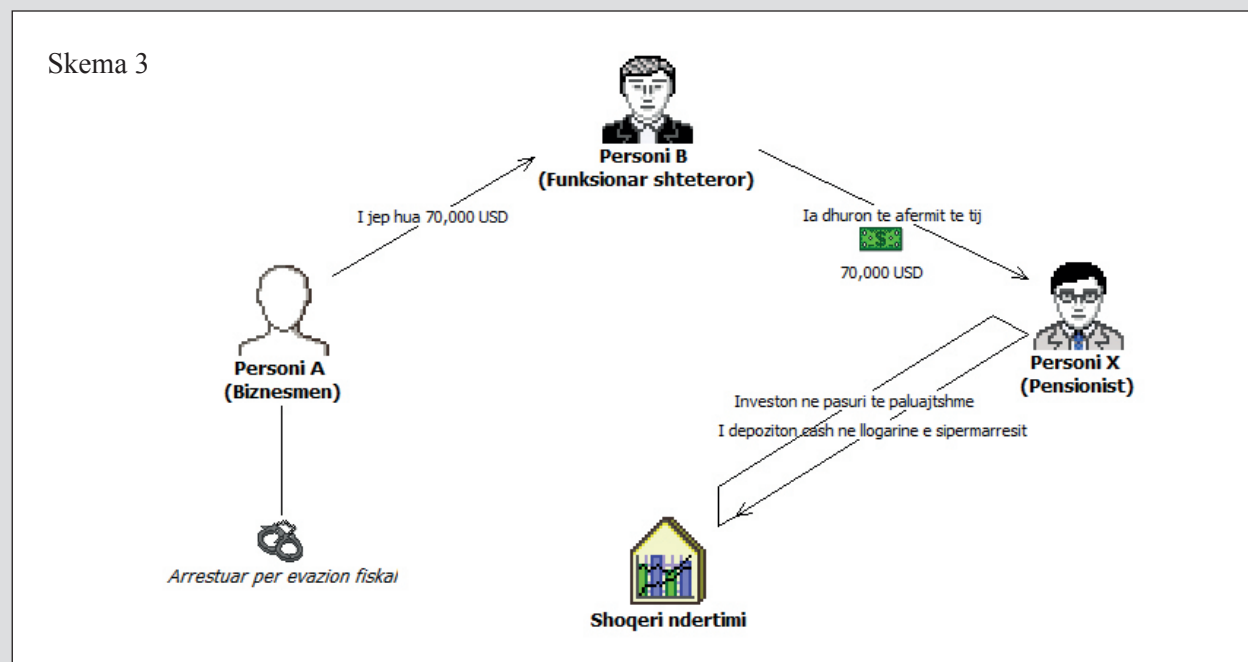 Skema 3
Personi B
(Funksionar shteteror)
I jep hua 70,000 USD
Ia dhuron te afermit te tij
$
70,000 USD
Personi A
(Biznesmen)
Personi X
(Pensionist)
Investon ne pasuri te paluajtshme
I depoziton cash ne llogarine e sipermarresit
Arrestuar per evazion fiskal
Shoqeri ndertimi